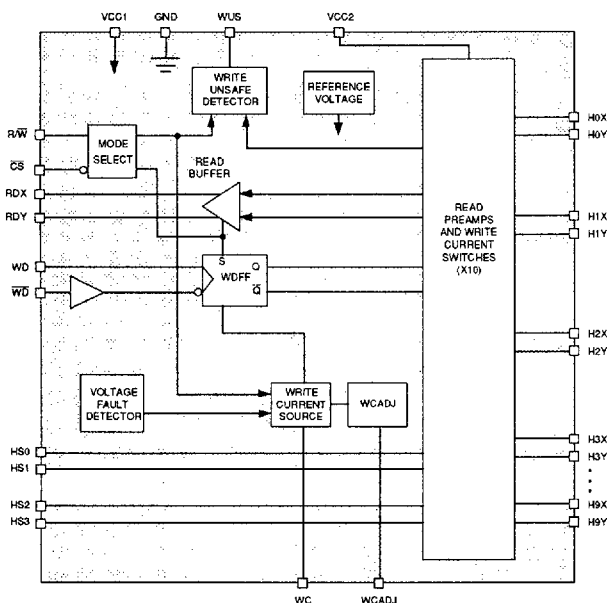 VCC1 GND WUS VCC2
WRITE
UNSAFE
DETECTOR
REFERENCE
VOLTAGE
R/W̅
C̅S̅
RDX
RDY
WD
W̅D̅
MODE
SELECT
READ
BUFFER
S
WDFF
Q
Q̅
READ
PREAMPS
AND WRITE
CURRENT
SWITCHES
(X10)
H0X
H0Y
H1X
H1Y
H2X
H2Y
H3X
H3Y
H9X
H9Y
VOLTAGE
FAULT
DETECTOR
WRITE
CURRENT
SOURCE
WCADJ
HS0
HS1
HS2
HS3
WC WCADJ